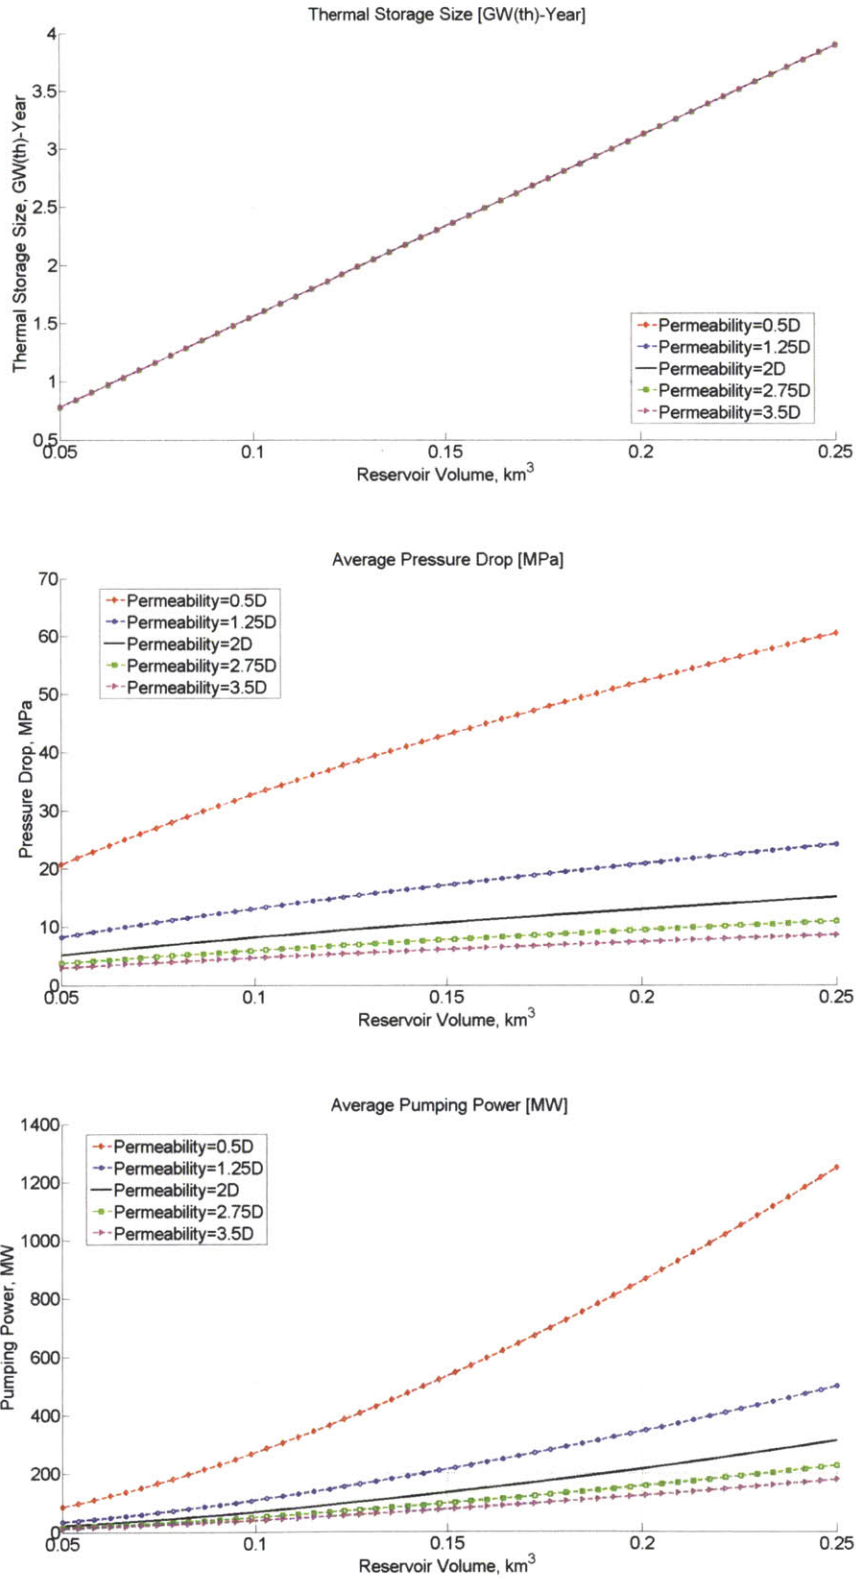 Thermal Storage Size [GW(th)-Year]
4
3.5
3
2.5
2
1.5
1
0.5
Thermal Storage Size, GW(th)-Year
Permeability=0.5D
Permeability=1.25D
Permeability=2D
Permeability=2.75D
Permeability=3.5D
0.05 0.1 0.15 0.2 0.25
Reservoir Volume, km³
Average Pressure Drop [MPa]
70
60
50
40
30
20
10
0
Pressure Drop, MPa
Permeability=0.5D
Permeability=1.25D
Permeability=2D
Permeability=2.75D
Permeability=3.5D
0.05 0.1 0.15 0.2 0.25
Reservoir Volume, km³
Average Pumping Power [MW]
1400
1200
1000
800
600
400
200
0
Pumping Power, MW
Permeability=0.5D
Permeability=1.25D
Permeability=2D
Permeability=2.75D
Permeability=3.5D
0.05 0.1 0.15 0.2 0.25
Reservoir Volume, km³